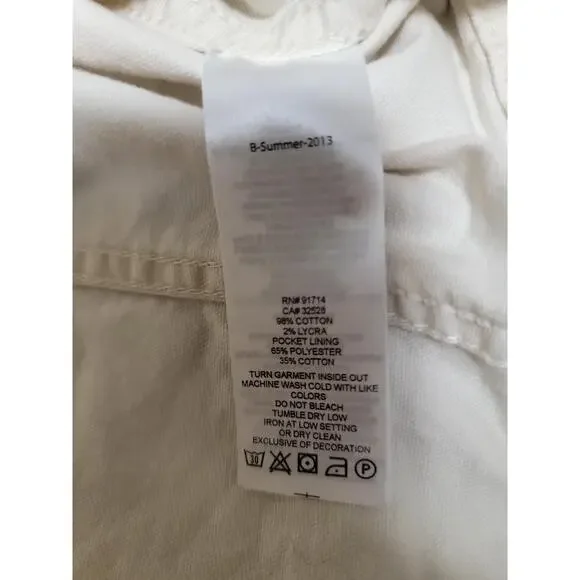 B-Summer-2013
RN# 91714
CA# 32528
98% COTTON
2% LYCRA
POCKET LINING
65% POLYESTER
35% COTTON
TURN GARMENT INSIDE OUT
MACHINE WASH COLD WITH LIKE
COLORS
DO NOT BLEACH
TUMBLE DRY LOW
IRON AT LOW SETTING
OR DRY CLEAN
EXCLUSIVE OF DECORATION
30
P